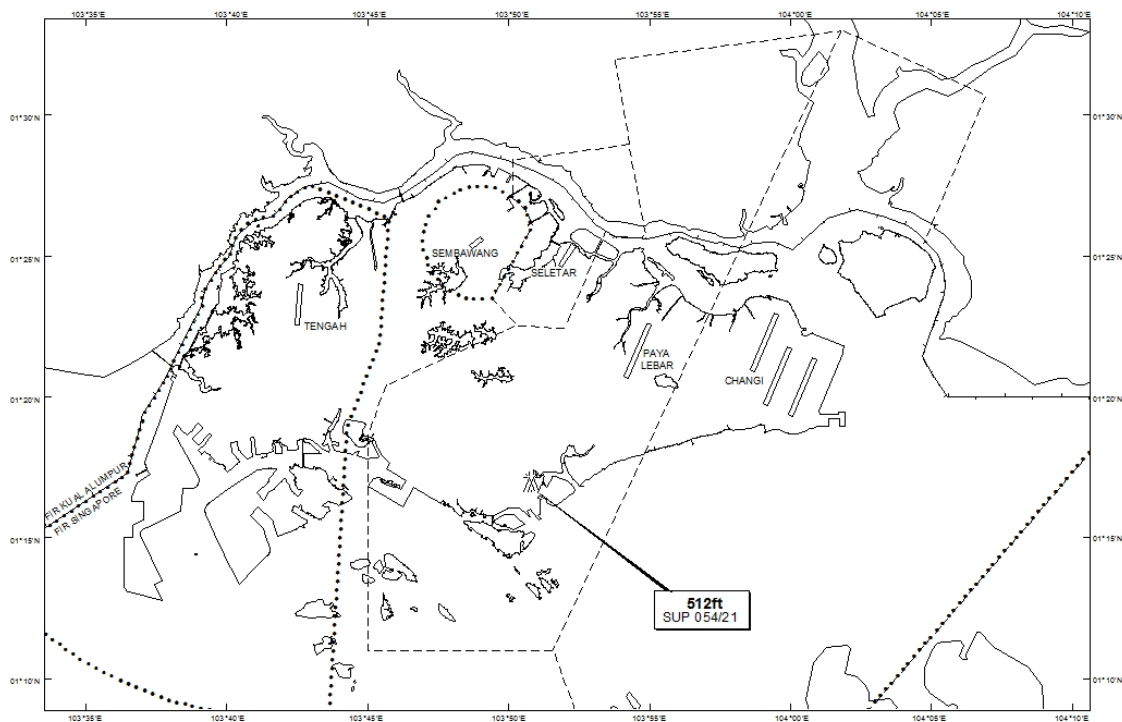 103°35'E 103°40'E 103°45'E 103°50'E 103°55'E 104°00'E 104°05'E 104°10'E
01°30'N 01°30'N
SEMBAWANG
01°25'N 01°25'N
SELETAR
TENGAH
PAYA
LEBAR
CHANGI
01°20'N 01°20'N
FIR KUALA LUMPUR
FIR SINGAPORE
01°15'N 01°15'N
512ft
SUP 054/21
01°10'N 01°10'N
103°35'E 103°40'E 103°45'E 103°50'E 103°55'E 104°00'E 104°05'E 104°10'E